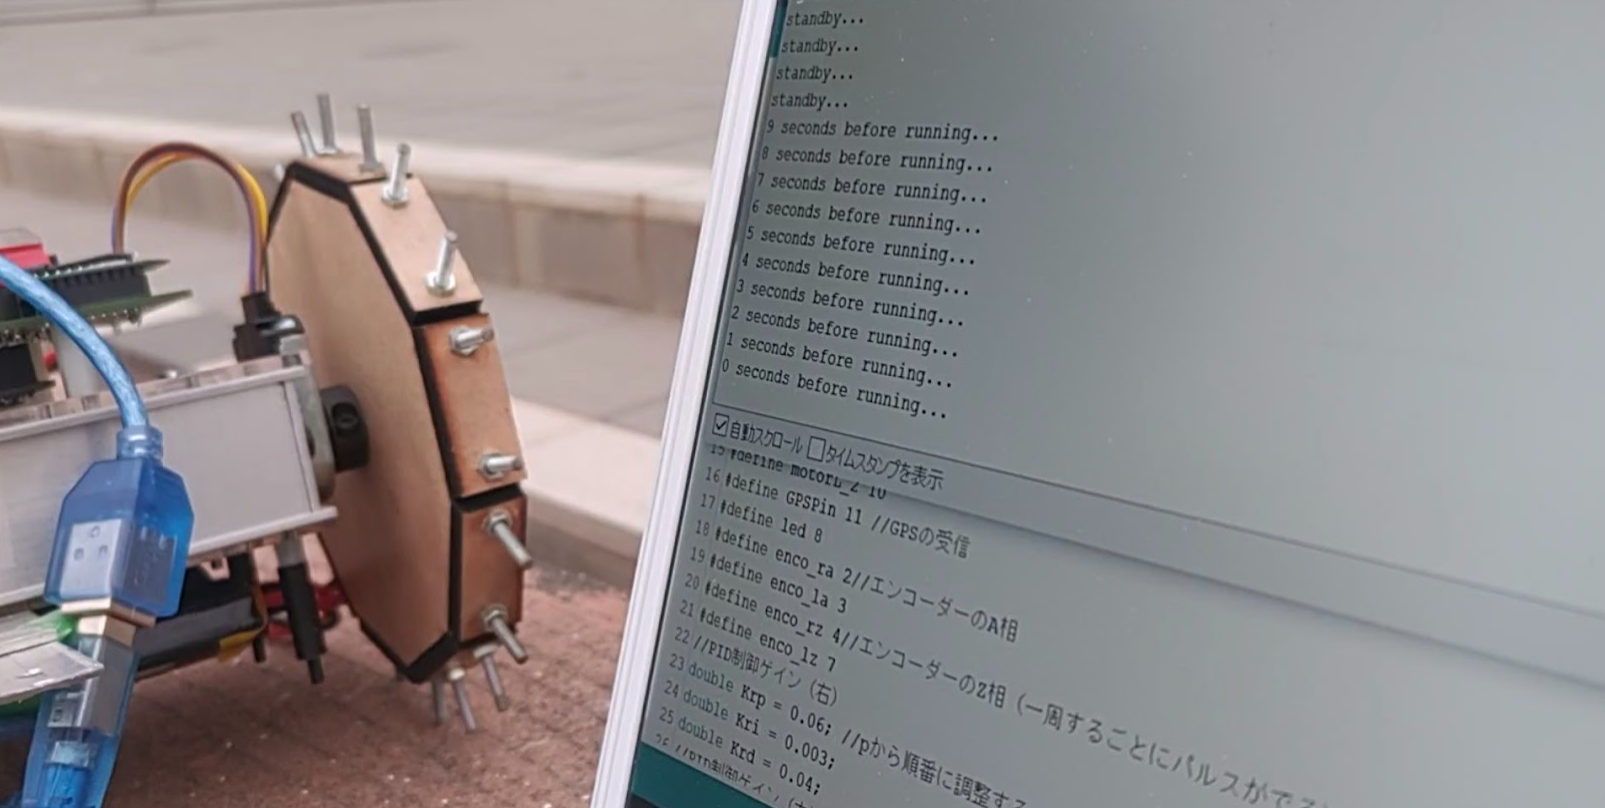 standby...
standby...
standby...
standby...
9 seconds before running...
8 seconds before running...
7 seconds before running...
6 seconds before running...
5 seconds before running...
4 seconds before running...
3 seconds before running...
2 seconds before running...
1 seconds before running...
0 seconds before running...
自動スクロール タイムスタンプを表示
15 #define 10
16 #define GPSPin 11 //GPSの受信
17 #define led 8
18 #define enco_ra 2//エンコーダーのA相
19 #define enco_la 3
20 #define enco_rz 4//エンコーダーのZ相（一周することにパルスがでる
21 #define enco_lz 7
22 //PID制御ゲイン（右）
23 double Krp = 0.06; //pから順番に調整する
24 double Kri = 0.003;
25 double Krd = 0.04;
26 //PID制御ゲイン（